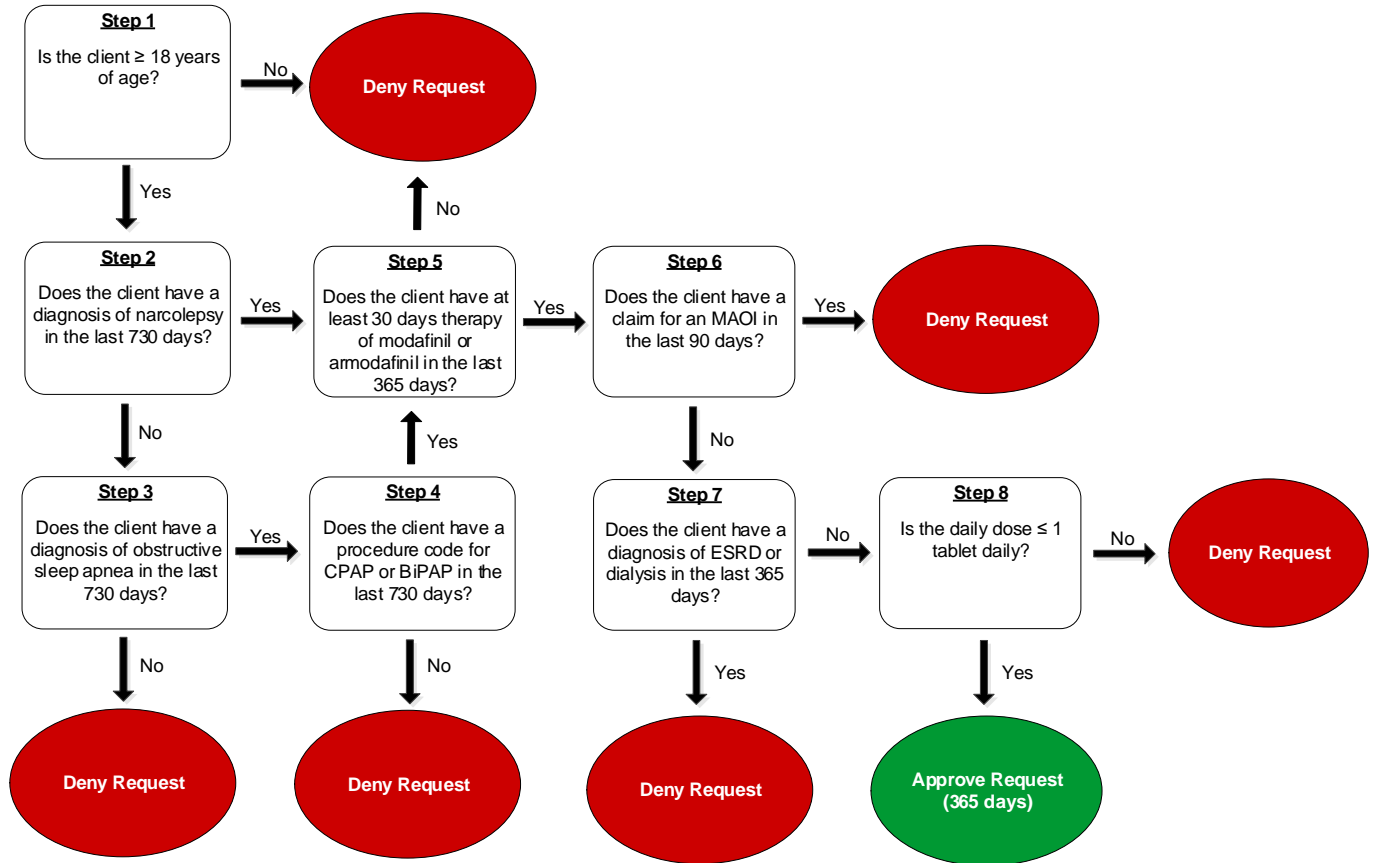 Step 1
Is the client ≥ 18 years
of age?
No
Deny Request
Yes
No
Step 2
Does the client have a
diagnosis of narcolepsy
in the last 730 days?
Yes
Step 5
Does the client have at
least 30 days therapy
of modafinil or
armodafinil in the last
365 days?
Yes
Step 6
Does the client have a
claim for an MAOI in
the last 90 days?
Yes
Deny Request
No
Yes
No
Step 3
Does the client have a
diagnosis of obstructive
sleep apnea in the last
730 days?
Yes
Step 4
Does the client have a
procedure code for
CPAP or BiPAP in the
last 730 days?
Step 7
Does the client have a
diagnosis of ESRD or
dialysis in the last 365
days?
No
Step 8
Is the daily dose ≤ 1
tablet daily?
No
Deny Request
No
No
Yes
Yes
Deny Request
Deny Request
Deny Request
Approve Request
(365 days)